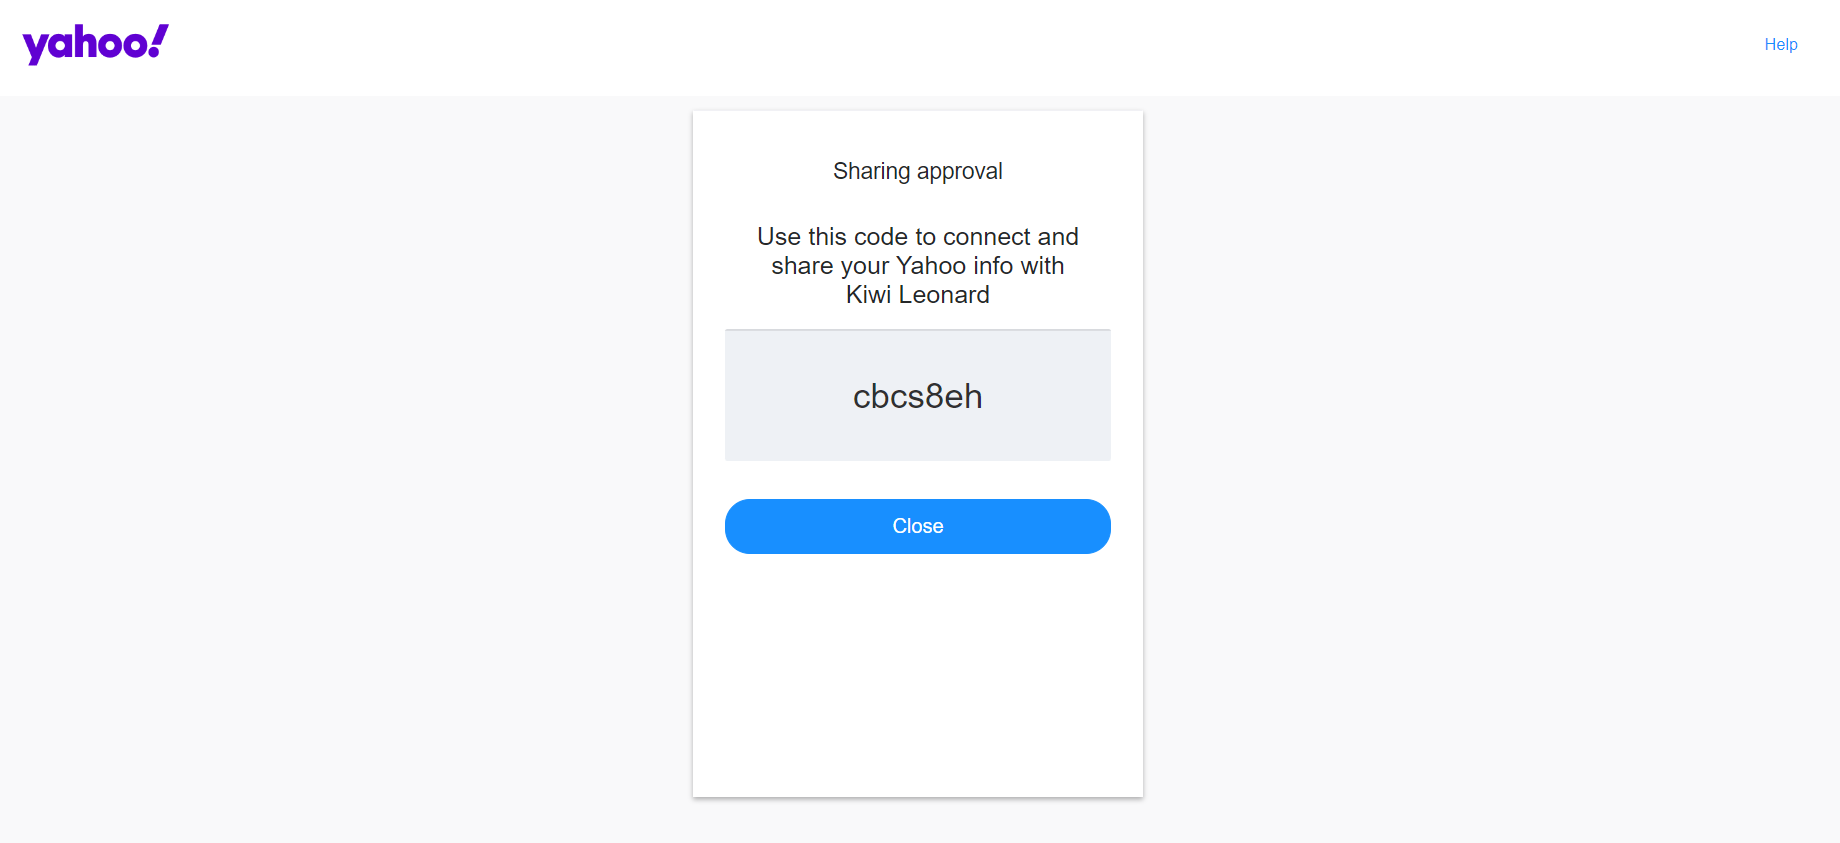 yahoo!
Help
Sharing approval
Use this code to connect and
share your Yahoo info with
Kiwi Leonard
cbcs8eh
Close